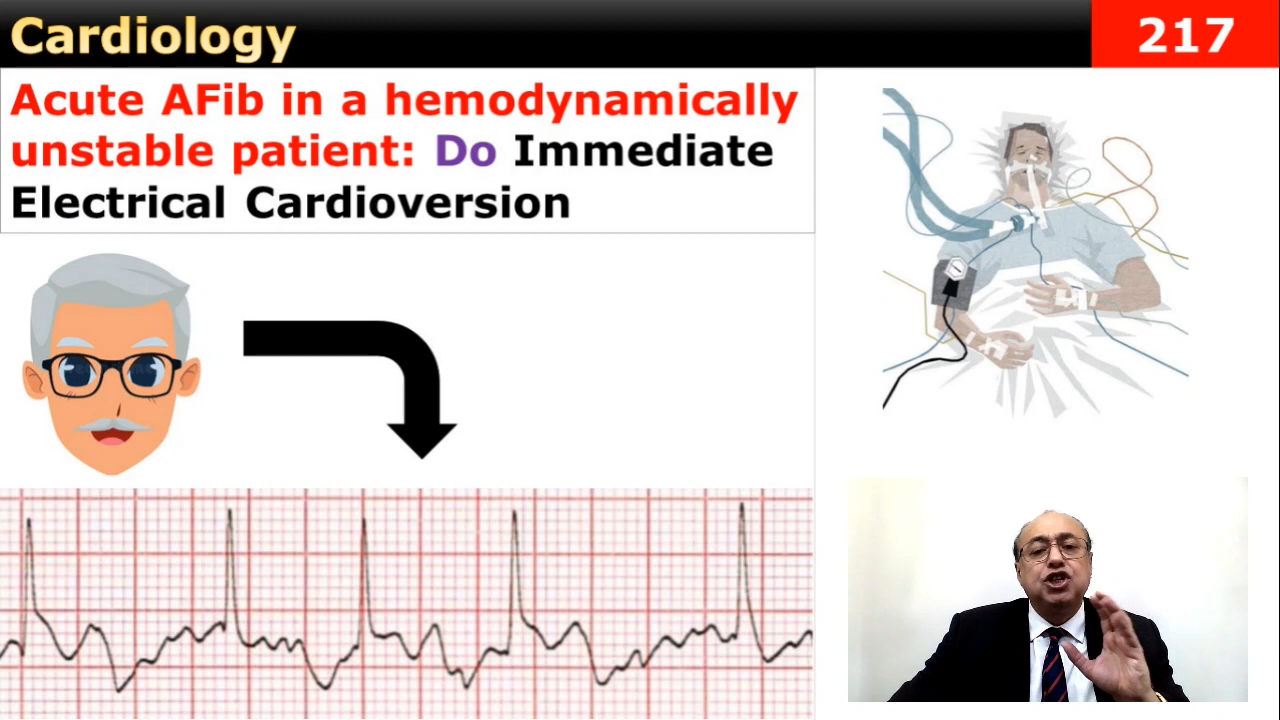 Cardiology
217
Acute AFib in a hemodynamically
unstable patient: Do Immediate
Electrical Cardioversion